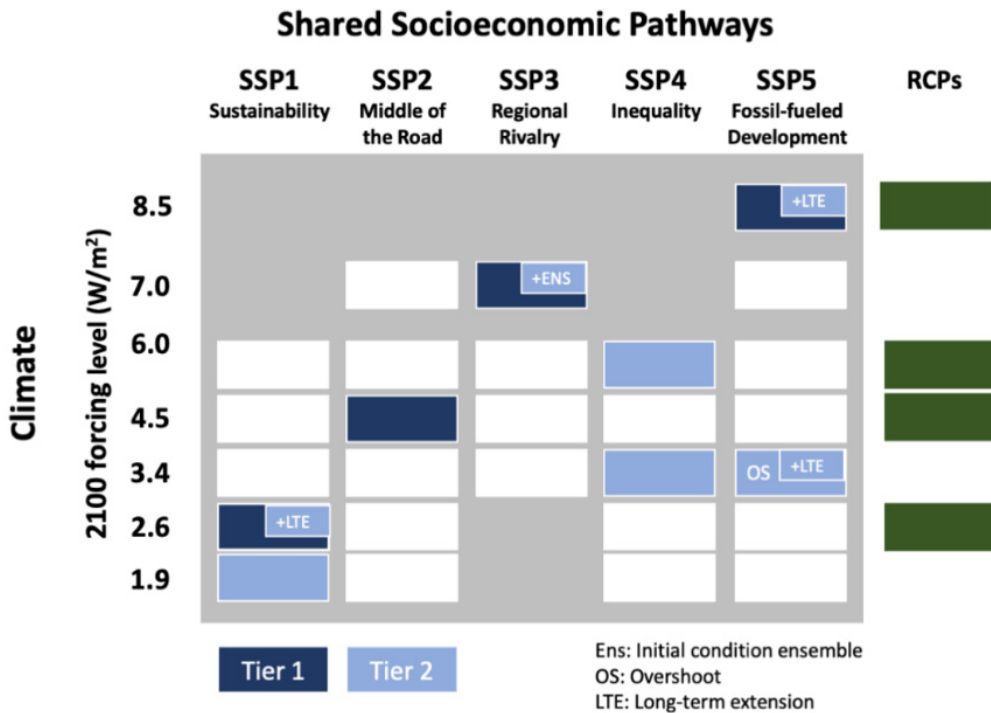 Shared Socioeconomic Pathways
SSP1 SSP2 SSP3 SSP4 SSP5 RCPs
Sustainability Middle of Regional Inequality Fossil-fueled
the Road Rivalry Development
Climate
2100 forcing level (W/m²)
8.5 +LTE
7.0 +ENS
6.0
4.5
3.4 OS +LTE
2.6 +LTE
1.9
Tier 1 Tier 2
Ens: Initial condition ensemble
OS: Overshoot
LTE: Long-term extension